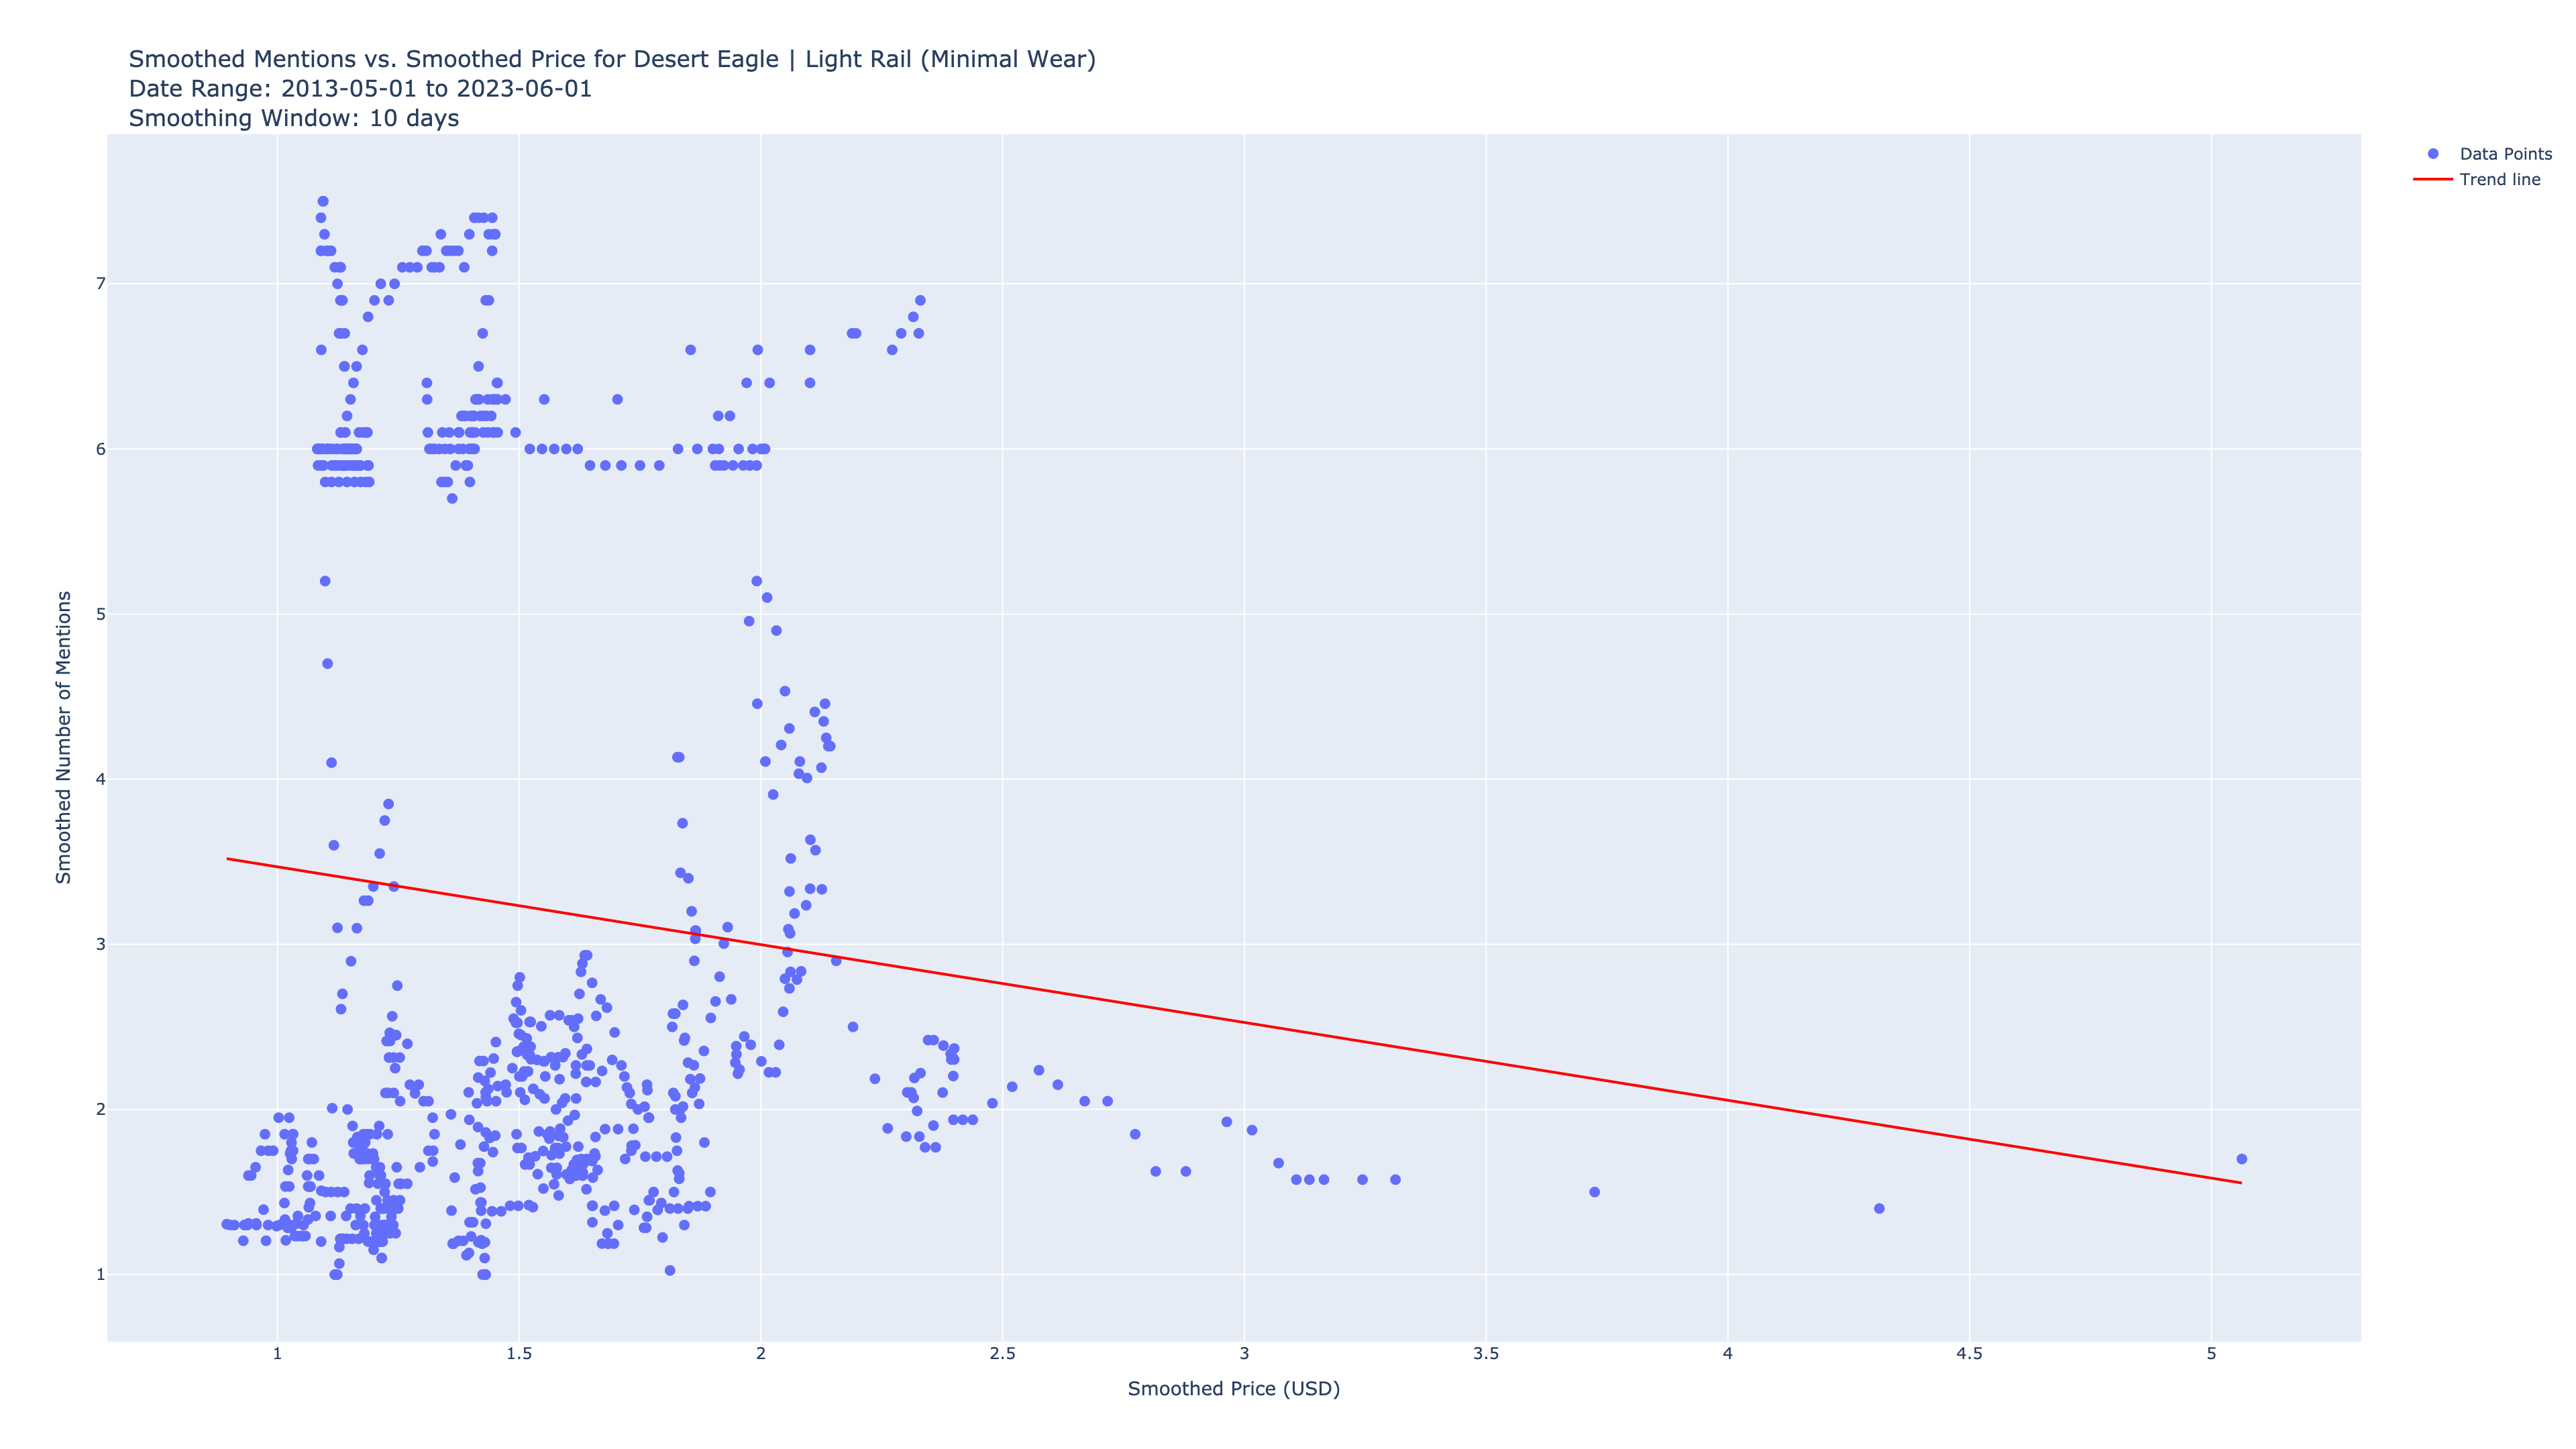 Smoothed Mentions vs. Smoothed Price for Desert Eagle | Light Rail (Minimal Wear)
Date Range: 2013-05-01 to 2023-06-01
Smoothing Window: 10 days
Data Points
Trend line
7
6
5
4
3
2
1
Smoothed Number of Mentions
1
1.5
2
2.5
3
3.5
4
4.5
5
Smoothed Price (USD)